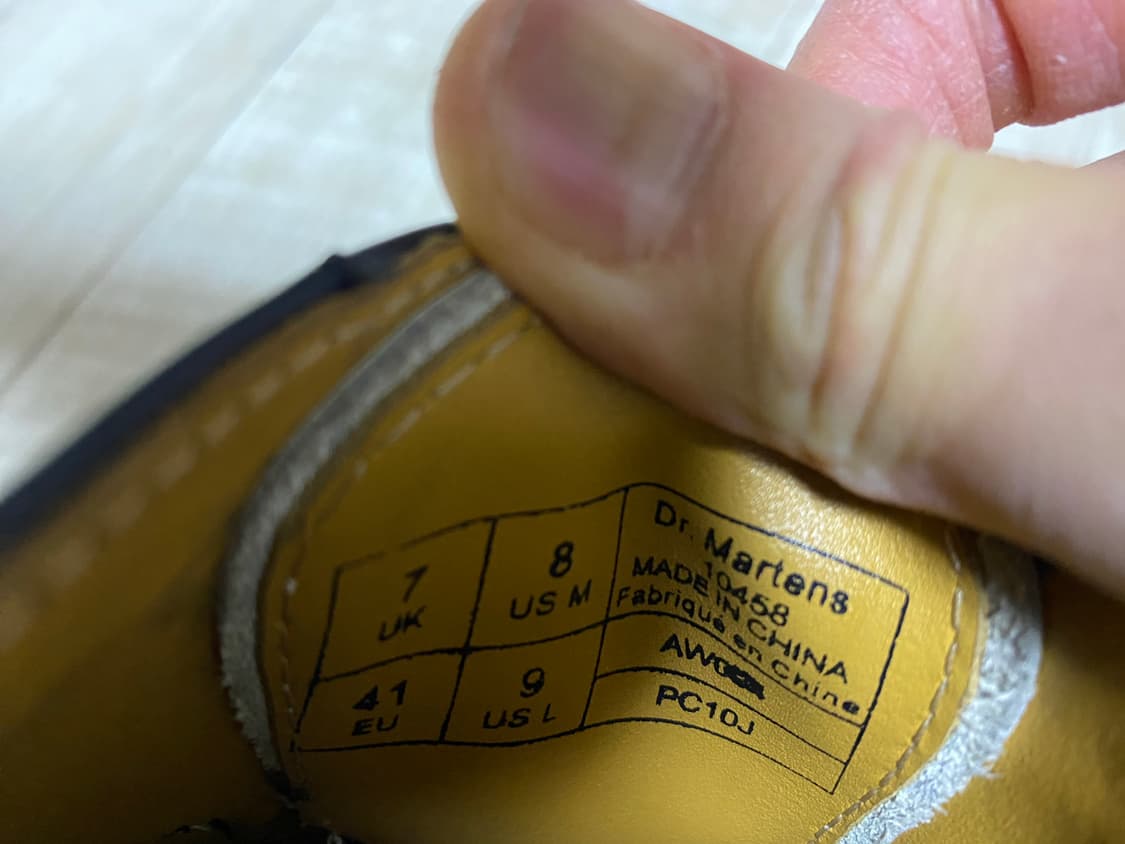 7
UK
8
US M
41
EU
9
US L
Dr. Martens
10458
MADE IN CHINA
Fabriqué en Chine
PC10J